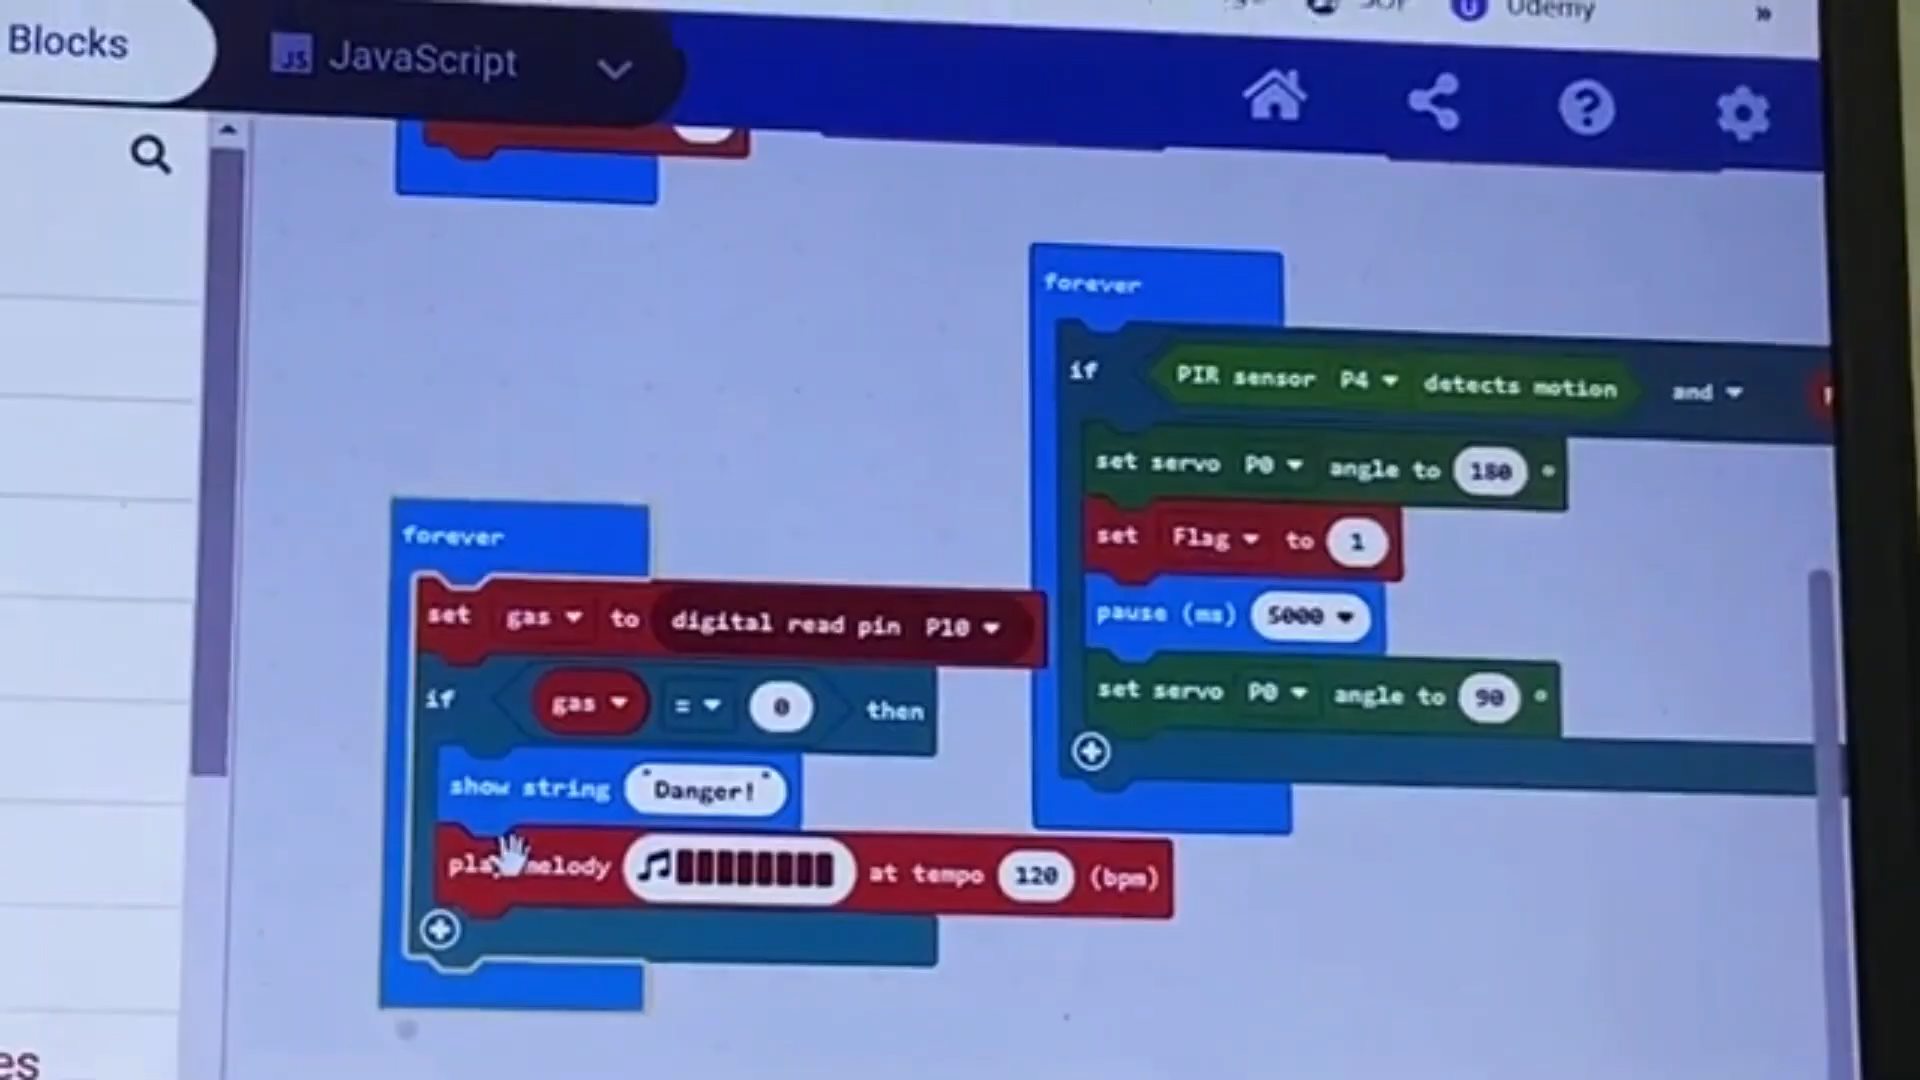 Udemy
»
Blocks
JS JavaScript
forever
if PIR sensor P4 detects motion and
set servo P0 angle to 180 °
set Flag to 1
pause (ms) 5000
set servo P0 angle to 90 °
forever
set gas to digital read pin P10
if gas = 0 then
show string "Danger!"
play melody at tempo 120 (bpm)
es